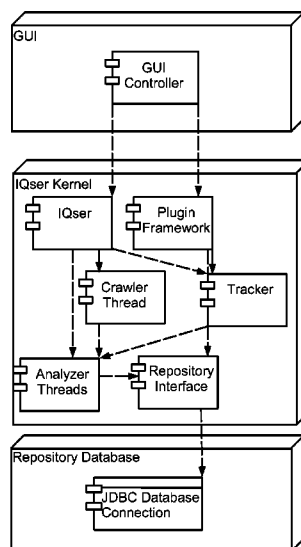 GUI
GUI
Controller
IQser Kernel
IQser
Plugin
Framework
Crawler
Thread
Tracker
Analyzer
Threads
Repository
Interface
Repository Database
JDBC Database
Connection